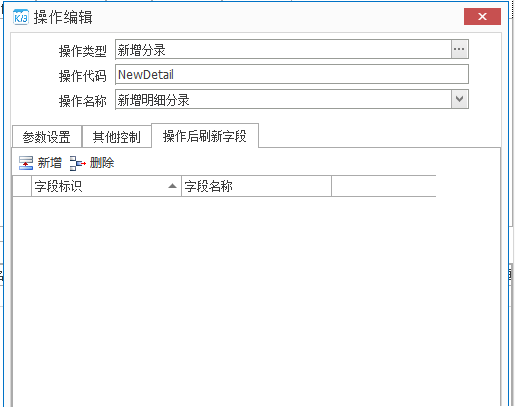 K/3 操作编辑
操作类型 新增分录 ...
操作代码 NewDetail
操作名称 新增明细分录
参数设置 其他控制 操作后刷新字段
新增 删除
字段标识 字段名称